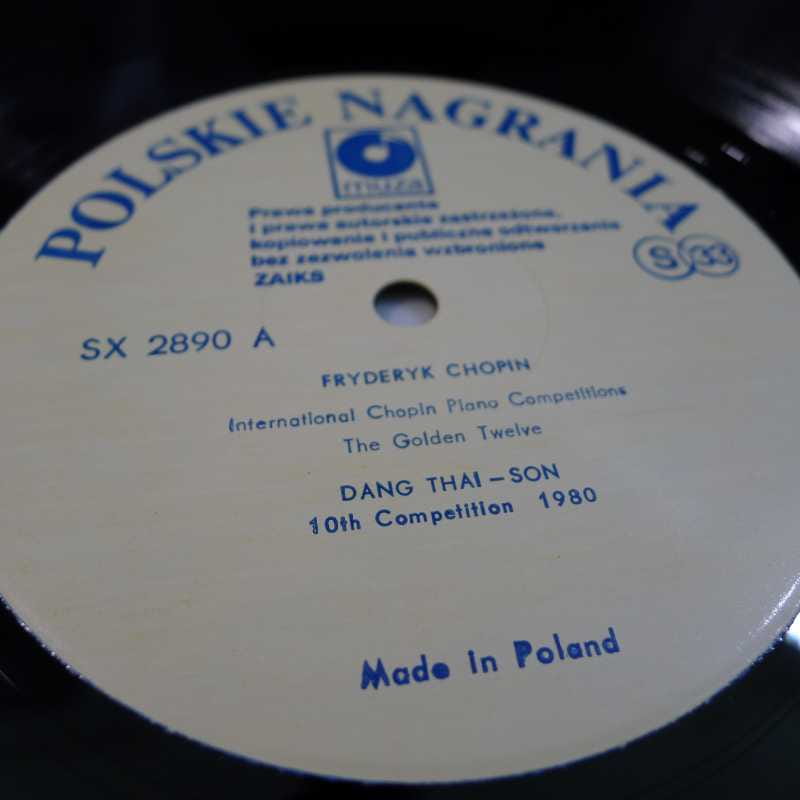 POLSKIE NAGRANIA
muza
Prawa producenta
i prawa autorskie zastrzeżone,
kopiowanie i publiczne odtwarzanie
bez zezwolenia wzbronione
ZAIKS
S 33
SX 2890 A
FRYDERYK CHOPIN
International Chopin Piano Competitions
The Golden Twelve
DANG THAI–SON
10th Competition 1980
Made in Poland